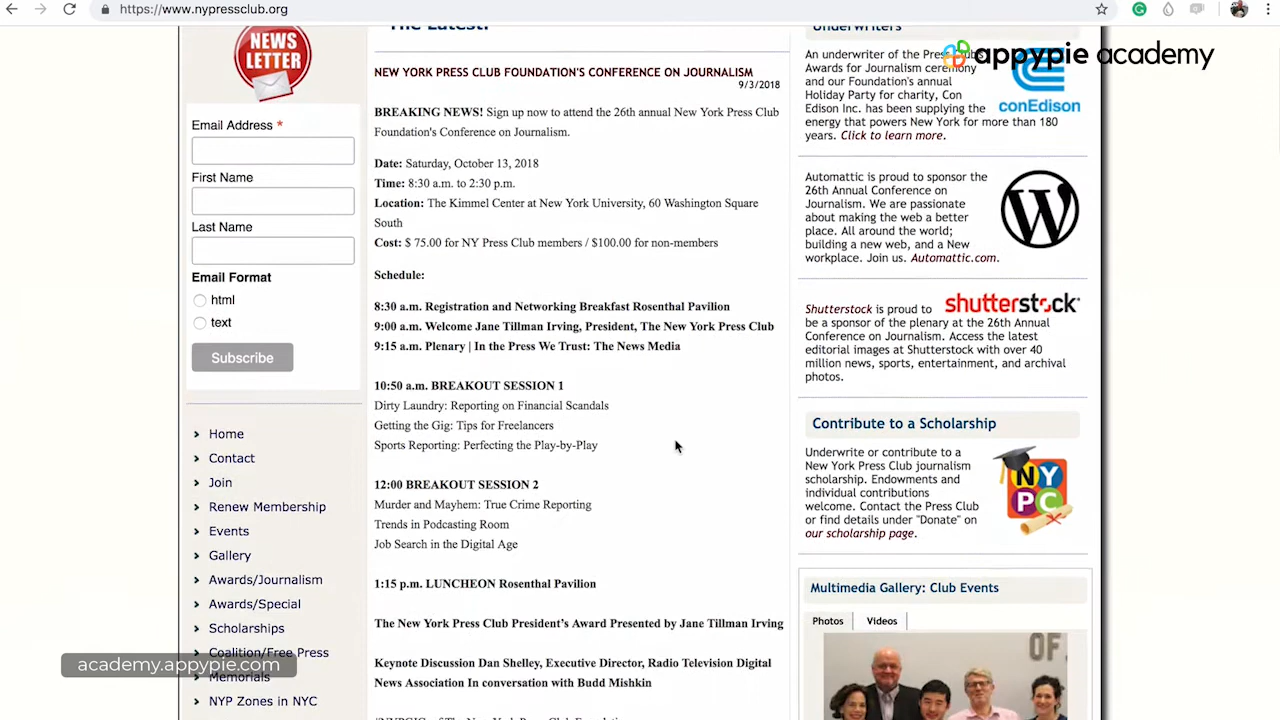 https://www.nypressclub.org
appypie academy
NEWS
LETTER
Email Address *
First Name
Last Name
Email Format
html
text
Subscribe
Home
Contact
Join
Renew Membership
Events
Gallery
Awards/Journalism
Awards/Special
Scholarships
Coalition/Free Press
Memorials
NYP Zones in NYC
academy.appypie.com
The Latest!
NEW YORK PRESS CLUB FOUNDATION'S CONFERENCE ON JOURNALISM
9/3/2018
BREAKING NEWS! Sign up now to attend the 26th annual New York Press Club
Foundation's Conference on Journalism.
Date: Saturday, October 13, 2018
Time: 8:30 a.m. to 2:30 p.m.
Location: The Kimmel Center at New York University, 60 Washington Square
South
Cost: $ 75.00 for NY Press Club members / $100.00 for non-members
Schedule:
8:30 a.m. Registration and Networking Breakfast Rosenthal Pavilion
9:00 a.m. Welcome Jane Tillman Irving, President, The New York Press Club
9:15 a.m. Plenary | In the Press We Trust: The News Media
10:50 a.m. BREAKOUT SESSION 1
Dirty Laundry: Reporting on Financial Scandals
Getting the Gig: Tips for Freelancers
Sports Reporting: Perfecting the Play-by-Play
12:00 BREAKOUT SESSION 2
Murder and Mayhem: True Crime Reporting
Trends in Podcasting Room
Job Search in the Digital Age
1:15 p.m. LUNCHEON Rosenthal Pavilion
The New York Press Club President's Award Presented by Jane Tillman Irving
Keynote Discussion Dan Shelley, Executive Director, Radio Television Digital
News Association In conversation with Budd Mishkin
Underwriters
An underwriter of the Press Club's
Awards for Journalism ceremony
and our Foundation's annual
Holiday Party for charity, Con
Edison Inc. has been supplying the
energy that powers New York for more than 180
years. Click to learn more.
conEdison
Automattic is proud to sponsor the
26th Annual Conference on
Journalism. We are passionate
about making the web a better
place. All around the world;
building a new web, and a New
workplace. Join us. Automattic.com.
W
Shutterstock is proud to
be a sponsor of the plenary at the 26th Annual
Conference on Journalism. Access the latest
editorial images at Shutterstock with over 40
million news, sports, entertainment, and archival
photos.
shutterstock
Contribute to a Scholarship
Underwrite or contribute to a
New York Press Club journalism
scholarship. Endowments and
individual contributions
welcome. Contact the Press Club
or find details under "Donate" on
our scholarship page.
NY
PC
Multimedia Gallery: Club Events
Photos
Videos
OF